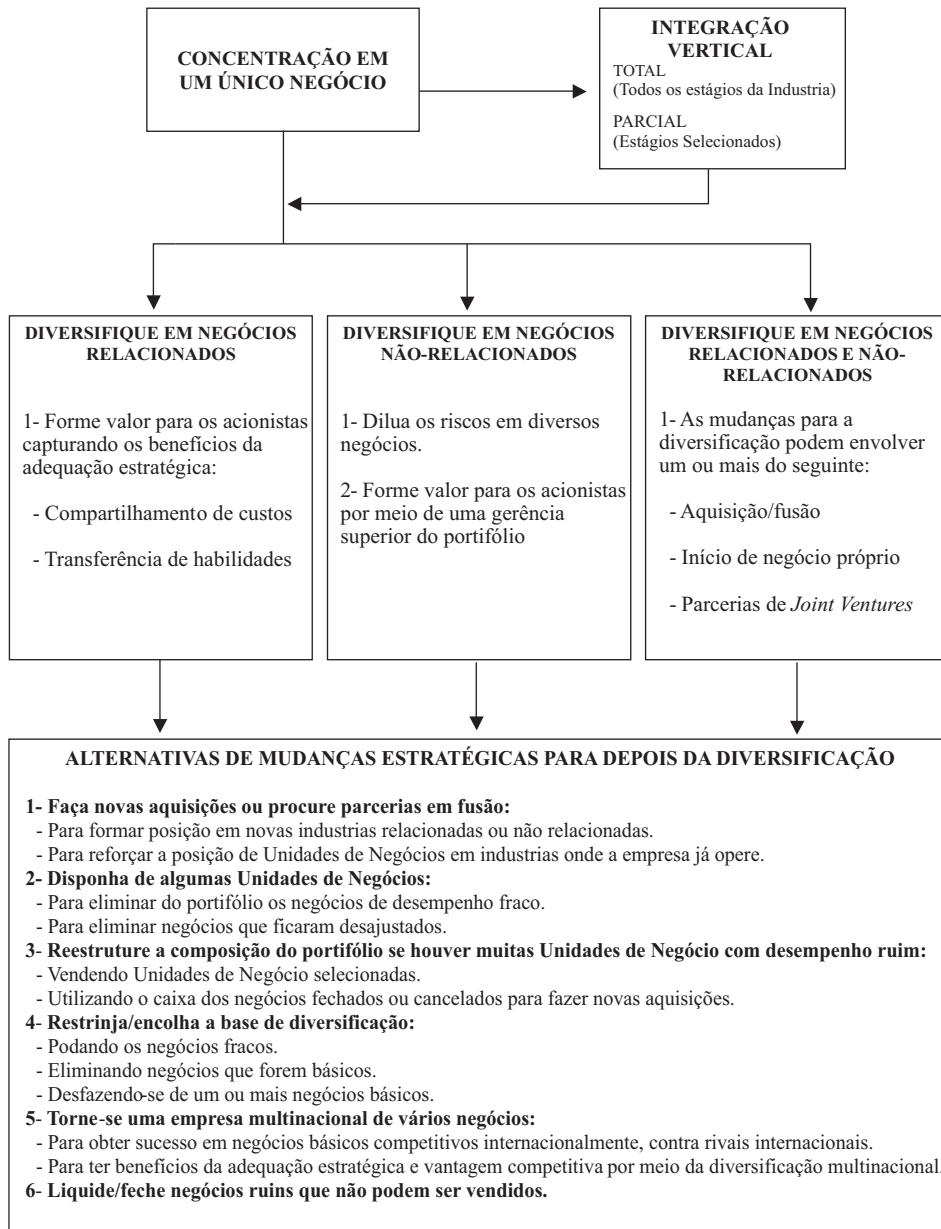 CONCENTRAÇÃO EM
UM ÚNICO NEGÓCIO
INTEGRAÇÃO
VERTICAL
TOTAL
(Todos os estágios da Industria)
PARCIAL
(Estágios Selecionados)
DIVERSIFIQUE EM NEGÓCIOS
RELACIONADOS
1- Forme valor para os acionistas
capturando os benefícios da
adequação estratégica:
- Compartilhamento de custos
- Transferência de habilidades
DIVERSIFIQUE EM NEGÓCIOS
NÃO-RELACIONADOS
1- Dilua os riscos em diversos
negócios.
2- Forme valor para os acionistas
por meio de uma gerência
superior do portifólio
DIVERSIFIQUE EM NEGÓCIOS
RELACIONADOS E NÃO-
RELACIONADOS
1- As mudanças para a
diversificação podem envolver
um ou mais do seguinte:
- Aquisição/fusão
- Início de negócio próprio
- Parcerias de Joint Ventures
ALTERNATIVAS DE MUDANÇAS ESTRATÉGICAS PARA DEPOIS DA DIVERSIFICAÇÃO
1- Faça novas aquisições ou procure parcerias em fusão:
- Para formar posição em novas industrias relacionadas ou não relacionadas.
- Para reforçar a posição de Unidades de Negócios em industrias onde a empresa já opere.
2- Disponha de algumas Unidades de Negócios:
- Para eliminar do portifólio os negócios de desempenho fraco.
- Para eliminar negócios que ficaram desajustados.
3- Reestruture a composição do portifólio se houver muitas Unidades de Negócio com desempenho ruim:
- Vendendo Unidades de Negócio selecionadas.
- Utilizando o caixa dos negócios fechados ou cancelados para fazer novas aquisições.
4- Restrinja/encolha a base de diversificação:
- Podando os negócios fracos.
- Eliminando negócios que forem básicos.
- Desfazendo-se de um ou mais negócios básicos.
5- Torne-se uma empresa multinacional de vários negócios:
- Para obter sucesso em negócios básicos competitivos internacionalmente, contra rivais internacionais.
- Para ter benefícios da adequação estratégica e vantagem competitiva por meio da diversificação multinacional.
6- Liquide/feche negócios ruins que não podem ser vendidos.